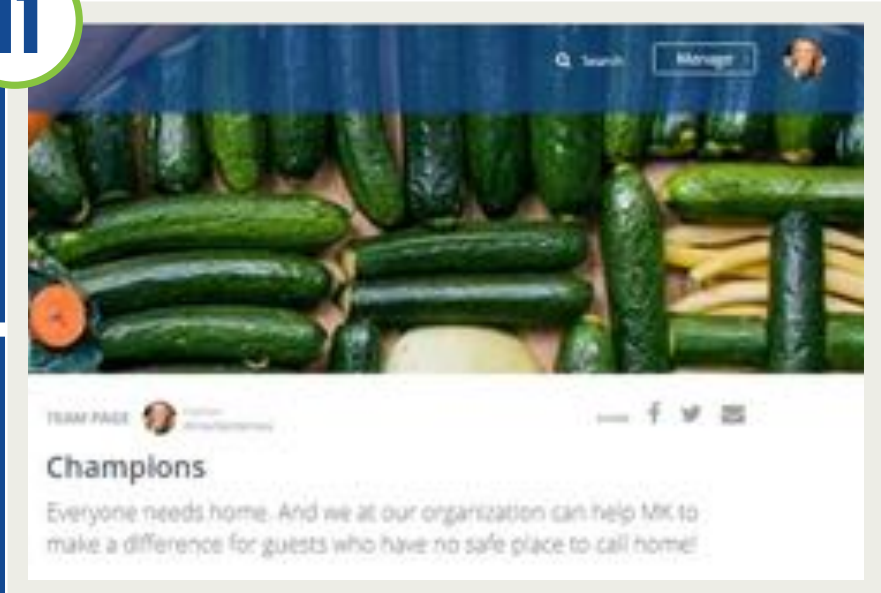 11
Search
Manage
TEAM PAGE
Champions
Everyone needs home. And we at our organization can help MK to
make a difference for guests who have no safe place to call home!